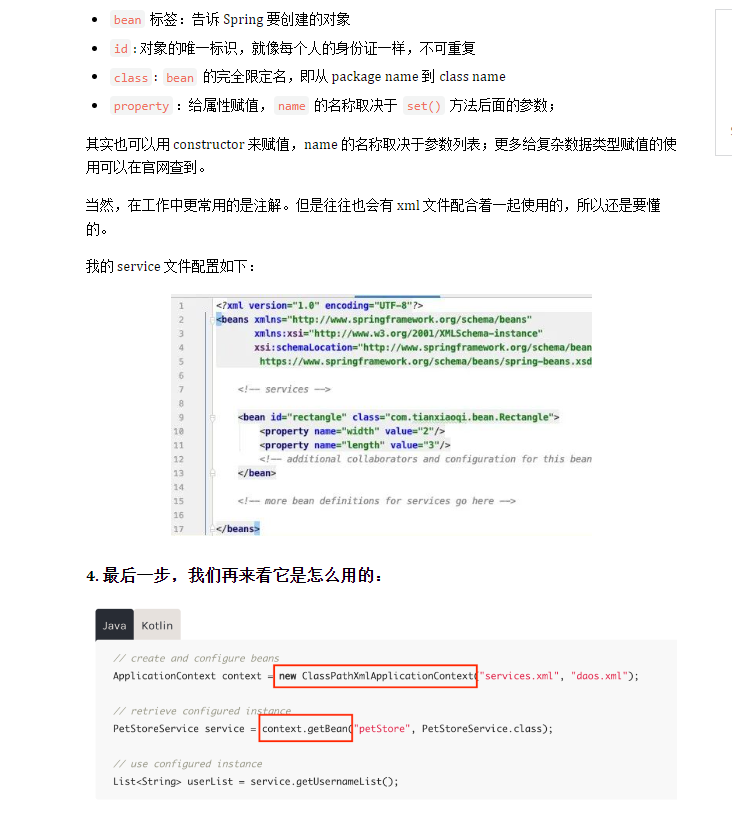 bean 标签：告诉 Spring 要创建的对象
id：对象的唯一标识，就像每个人的身份证一样，不可重复
class：bean 的完全限定名，即从 package name 到 class name
property：给属性赋值，name 的名称取决于 set() 方法后面的参数；
其实也可以用 constructor 来赋值，name 的名称取决于参数列表；更多给复杂数据类型赋值的使
用可以在官网查到。
当然，在工作中更常用的是注解。但是往往也会有 xml 文件配合着一起使用的，所以还是要懂
的。
我的 service 文件配置如下：
1 <?xml version="1.0" encoding="UTF-8"?>
2 <beans xmlns="http://www.springframework.org/schema/beans"
3 xmlns:xsi="http://www.w3.org/2001/XMLSchema-instance"
4 xsi:schemaLocation="http://www.springframework.org/schema/bean
5 https://www.springframework.org/schema/beans/spring-beans.xsd
6
7 <!-- services -->
8
9 <bean id="rectangle" class="com.tianxiaoqi.bean.Rectangle">
10 <property name="width" value="2"/>
11 <property name="length" value="3"/>
12 <!-- additional collaborators and configuration for this bean
13 </bean>
14
15 <!-- more bean definitions for services go here -->
16
17 </beans>
4. 最后一步，我们再来看它是怎么用的：
Java Kotlin
// create and configure beans
ApplicationContext context = new ClassPathXmlApplicationContext("services.xml", "daos.xml");
// retrieve configured instance
PetStoreService service = context.getBean("petStore", PetStoreService.class);
// use configured instance
List<String> userList = service.getUsernameList();